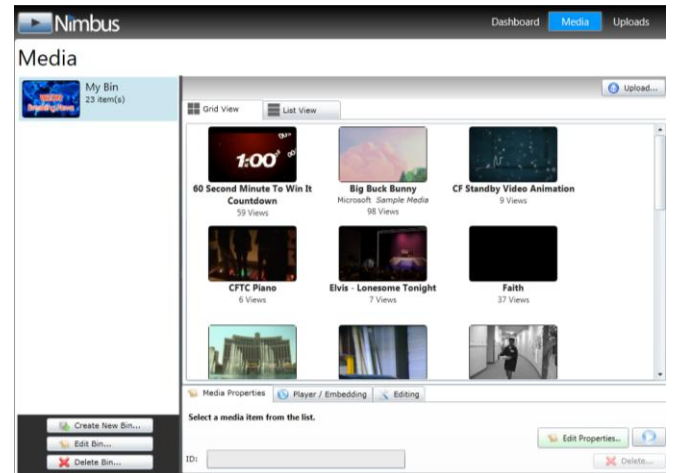 Nimbus
Dashboard Media Uploads
Media
My Bin
23 item(s)
Upload...
Grid View List View
1:00
60 Second Minute To Win It
Countdown
59 Views
Big Buck Bunny
Microsoft Sample Media
98 Views
CF Standby Video Animation
9 Views
CFTC Piano
6 Views
Elvis - Lonesome Tonight
7 Views
Faith
37 Views
Media Properties Player / Embedding Editing
Select a media item from the list.
Create New Bin...
Edit Bin...
Delete Bin...
Edit Properties...
ID:
Delete...